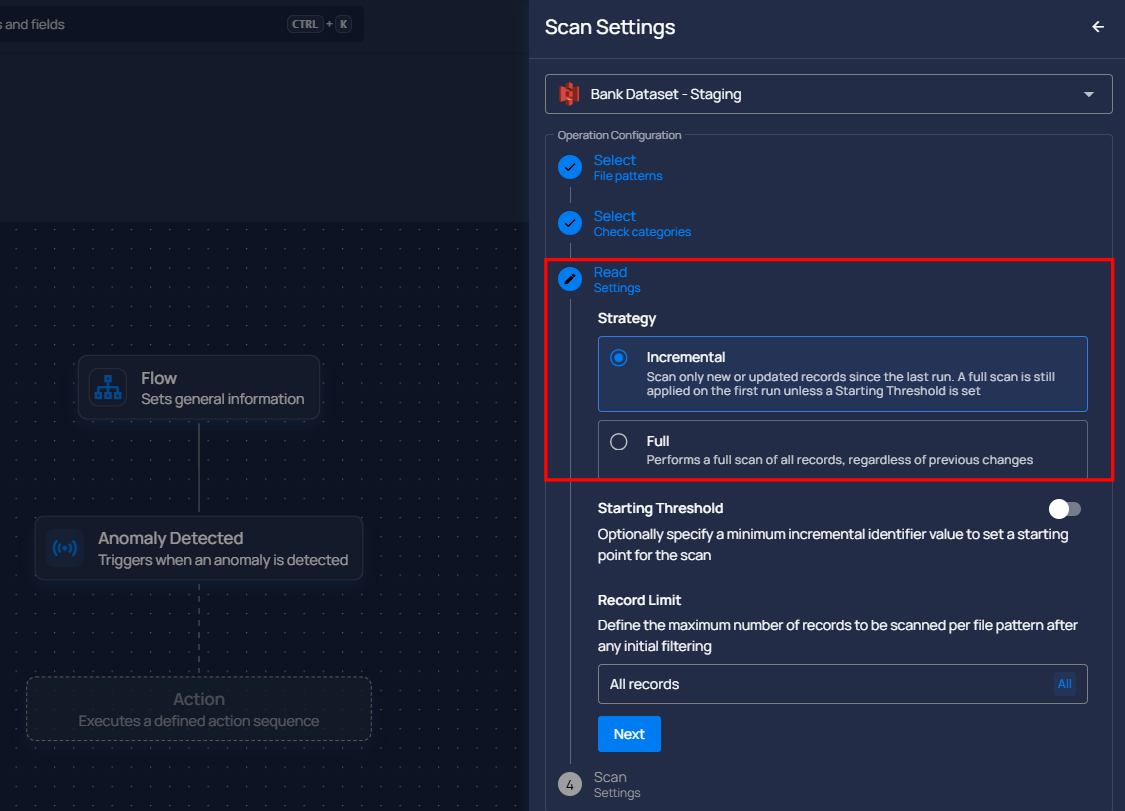 s and fields
CTRL + K
Flow
Sets general information
Anomaly Detected
Triggers when an anomaly is detected
Action
Executes a defined action sequence
Scan Settings
Bank Dataset - Staging
Operation Configuration
Select
File patterns
Select
Check categories
Read
Settings
Strategy
Incremental
Scan only new or updated records since the last run. A full scan is still
applied on the first run unless a Starting Threshold is set
Full
Performs a full scan of all records, regardless of previous changes
Starting Threshold
Optionally specify a minimum incremental identifier value to set a starting
point for the scan
Record Limit
Define the maximum number of records to be scanned per file pattern after
any initial filtering
All records
All
Next
4
Scan
Settings